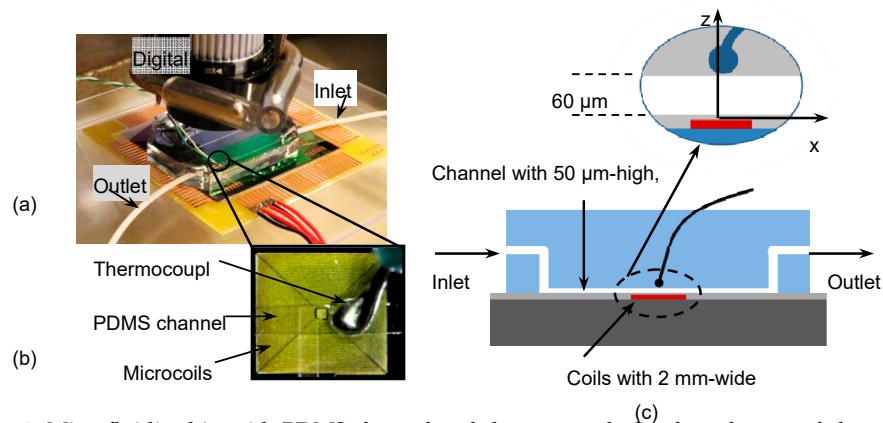 Digital
Inlet
Outlet
(a)
Thermocoupl
PDMS channel
(b)
Microcoils
z
60 µm
x
Channel with 50 µm-high,
Inlet
Outlet
Coils with 2 mm-wide
(c)